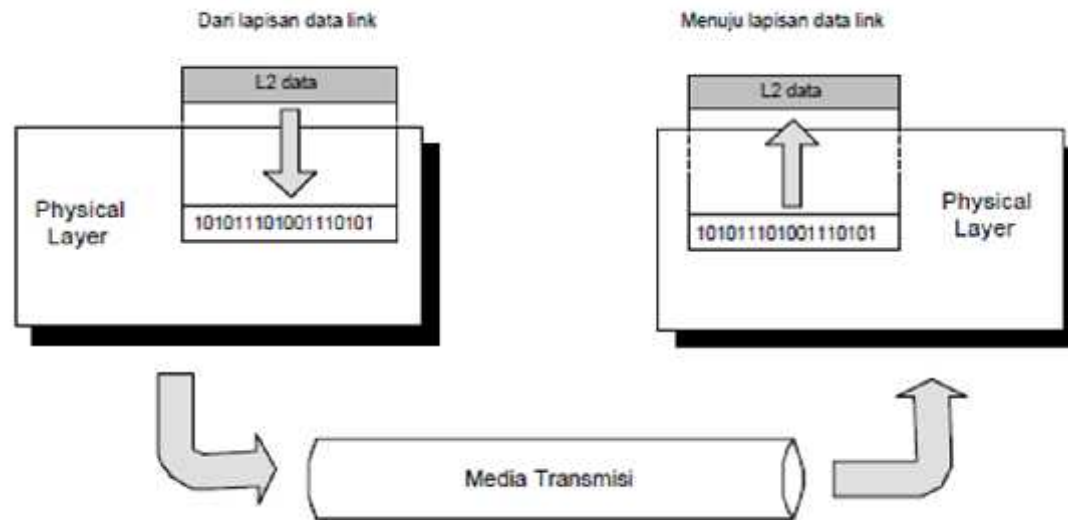 Dari lapisan data link
Menuju lapisan data link
L2 data
L2 data
Physical
Layer
101011101001110101
101011101001110101
Physical
Layer
Media Transmisi